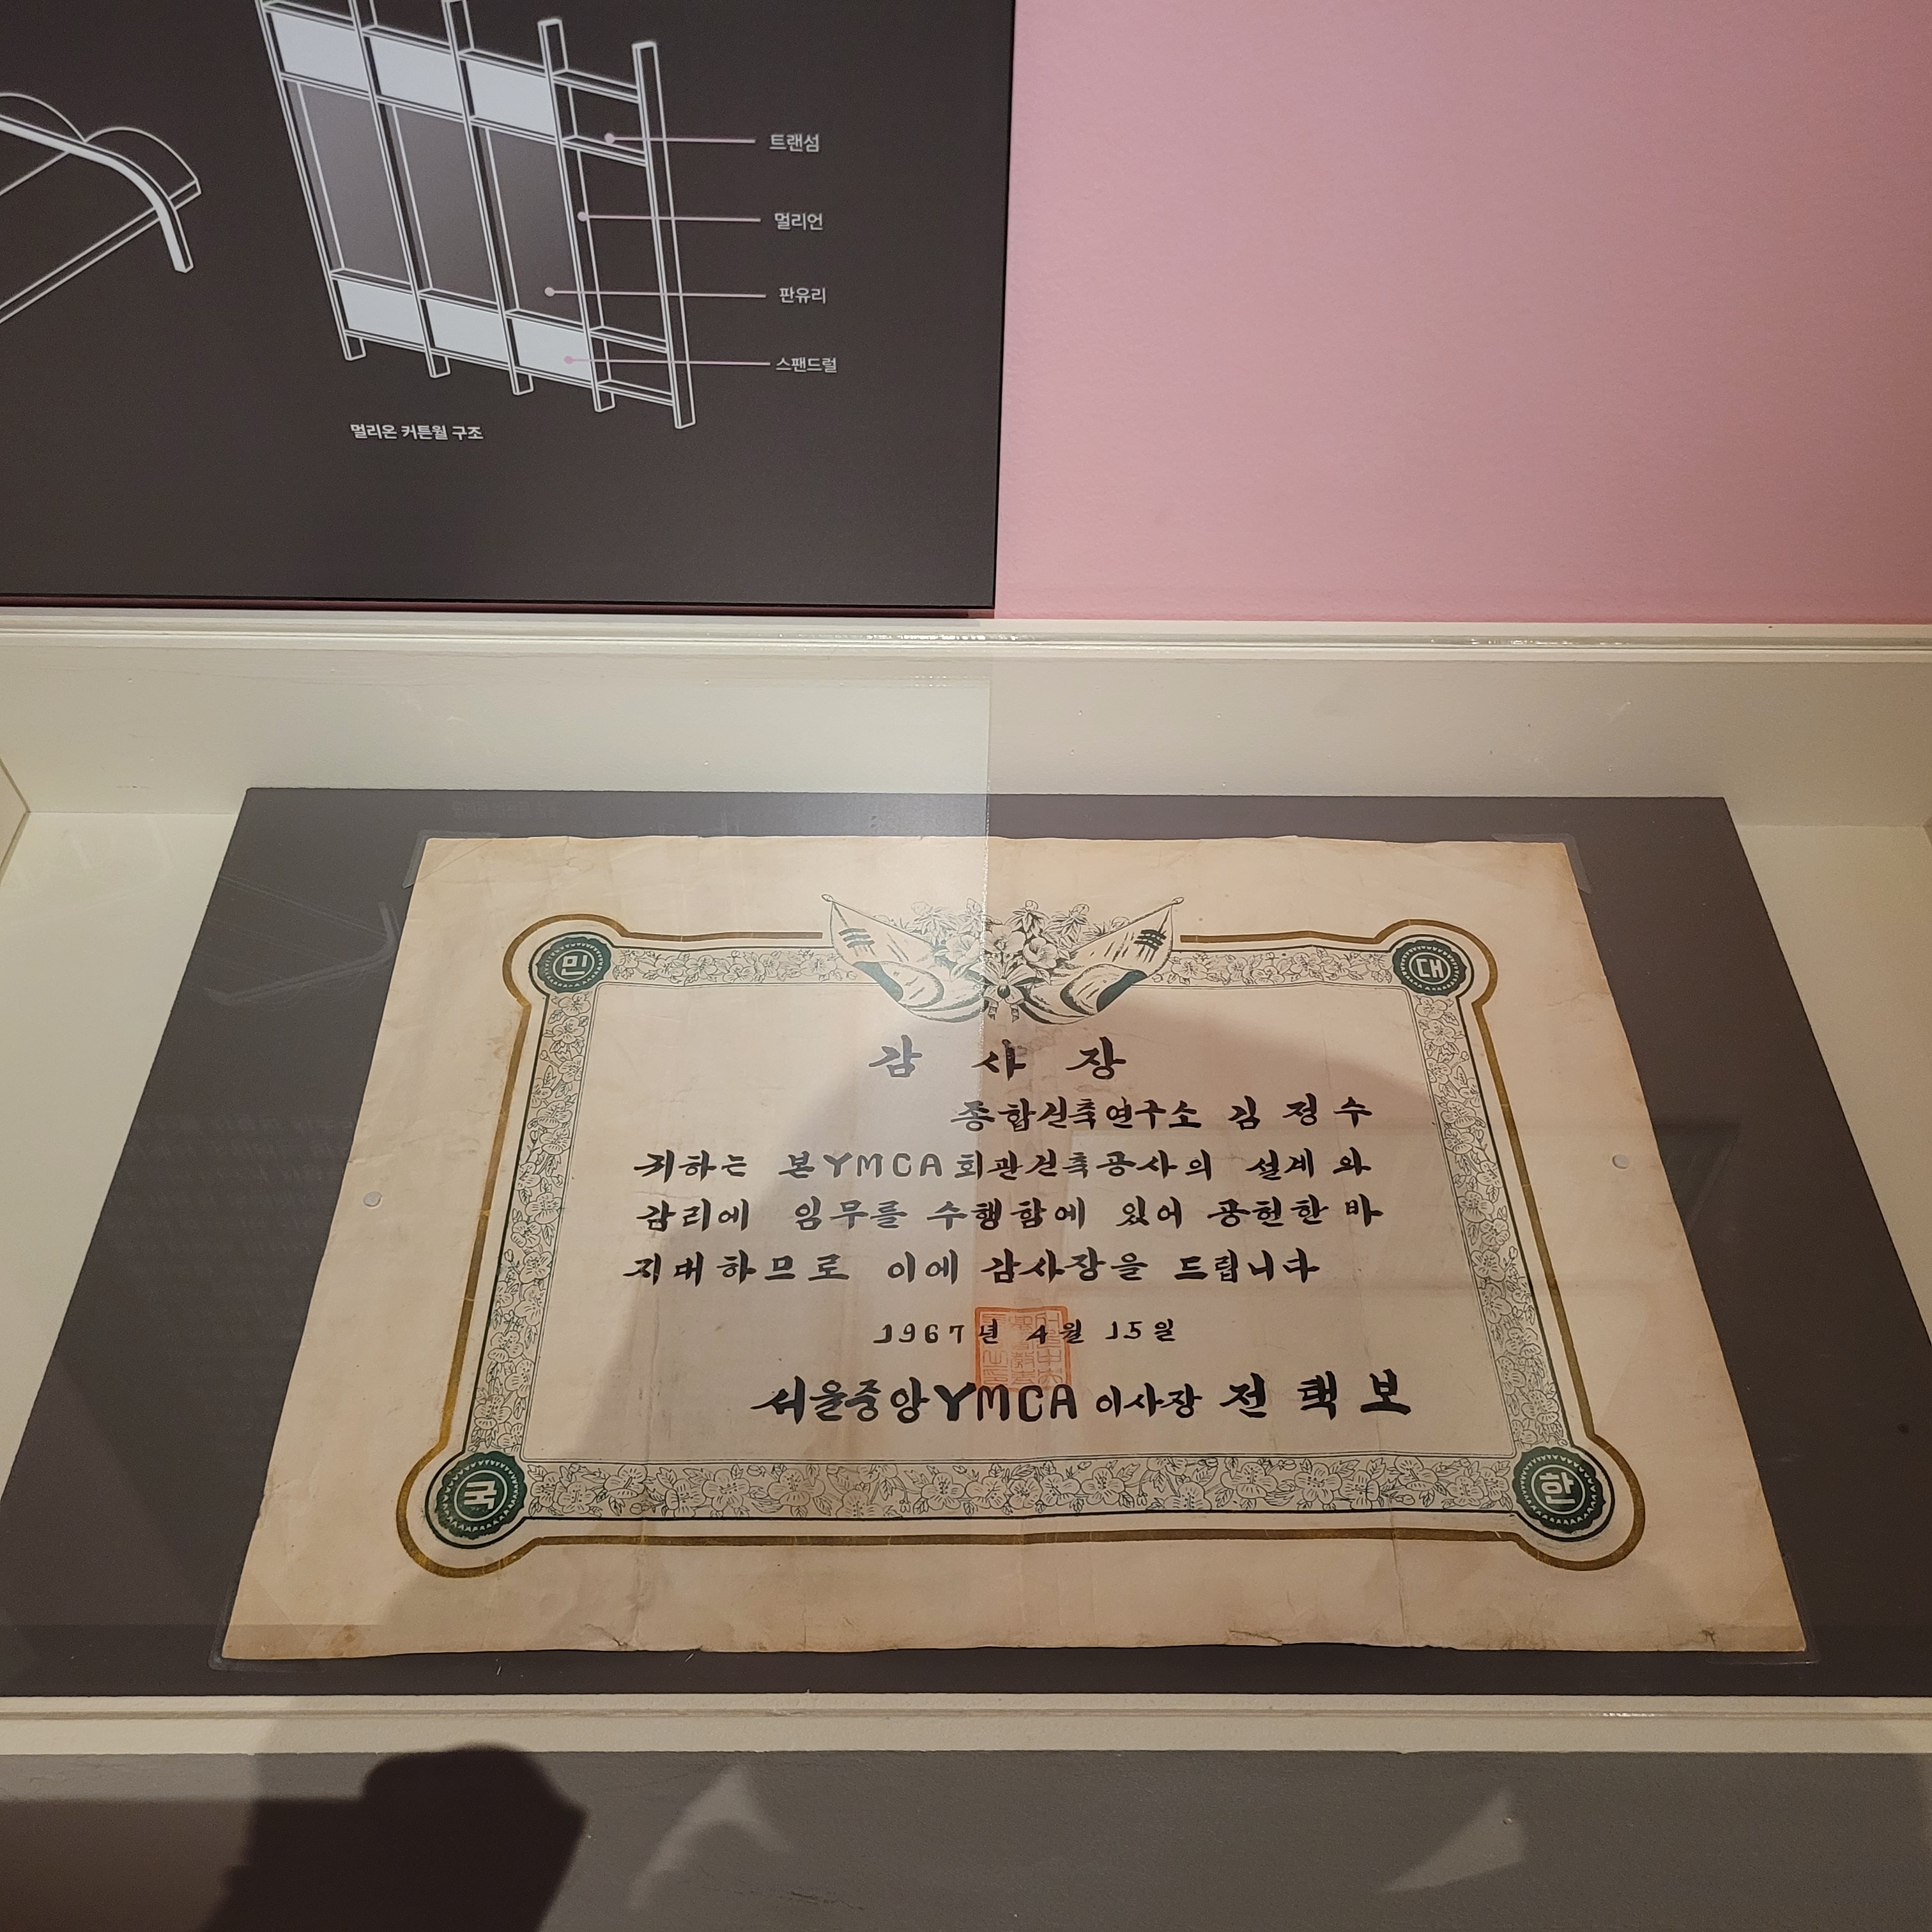 트랜섬
멀리언
판유리
스팬드럴
멀리온 커튼월 구조
민
대
감 사 장
종합건축연구소 김 정 수
귀하는 본 YMCA 회관건축공사의 설계와
감리에 임무를 수행함에 있어 공헌한 바
지대하므로 이에 감사장을 드립니다
1967년 4월 15일
서울중앙YMCA 이사장 전 택 보
국
한